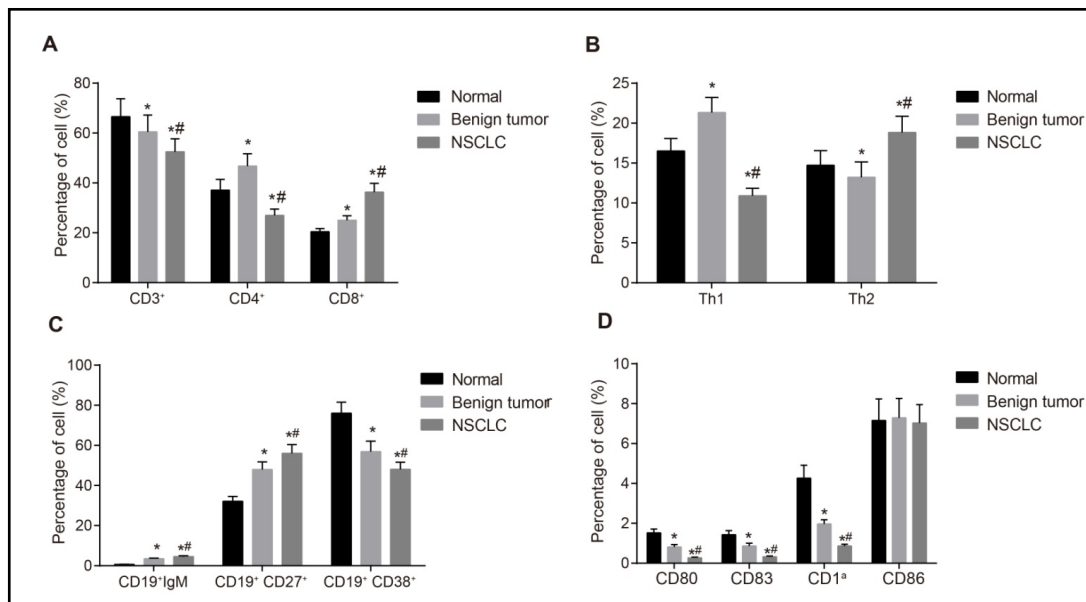 A
Percentage of cell (%)
80
60
40
20
0
* *# * *# * *#
CD3⁺ CD4⁺ CD8⁺
Normal
Benign tumor
NSCLC
B
Percentage of cell (%)
25
20
15
10
5
0
* *# * *#
Th1 Th2
Normal
Benign tumor
NSCLC
C
Percentage of cell (%)
100
80
60
40
20
0
* *# * *# * *#
CD19⁺IgM CD19⁺ CD27⁺ CD19⁺ CD38⁺
Normal
Benign tumor
NSCLC
D
Percentage of cell (%)
10
8
6
4
2
0
* *# * *# * *#
CD80 CD83 CD1ᵃ CD86
Normal
Benign tumor
NSCLC